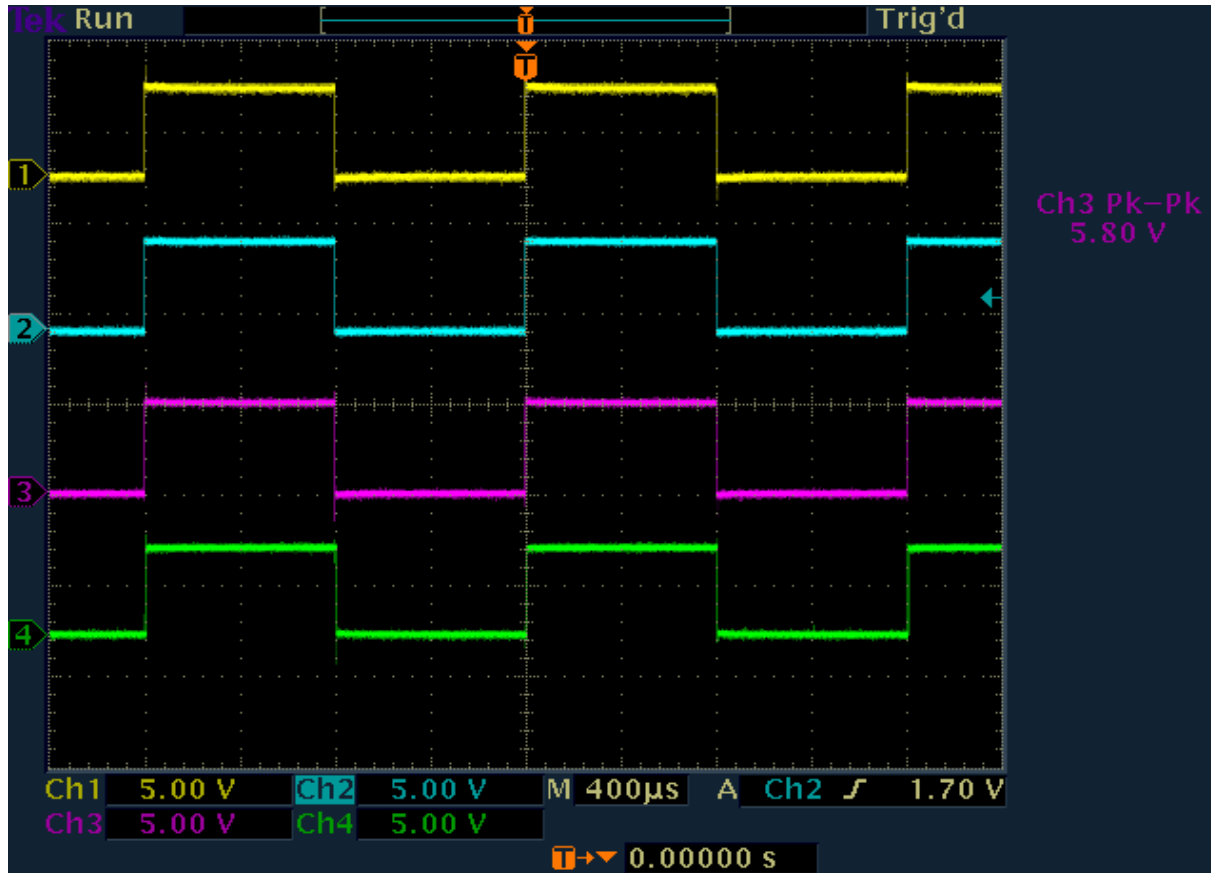 Tek Run Trig'd
T
T
1
Ch3 Pk-Pk
5.80 V
2
3
4
Ch1 5.00 V Ch2 5.00 V M 400µs A Ch2 1.70 V
Ch3 5.00 V Ch4 5.00 V
T 0.00000 s